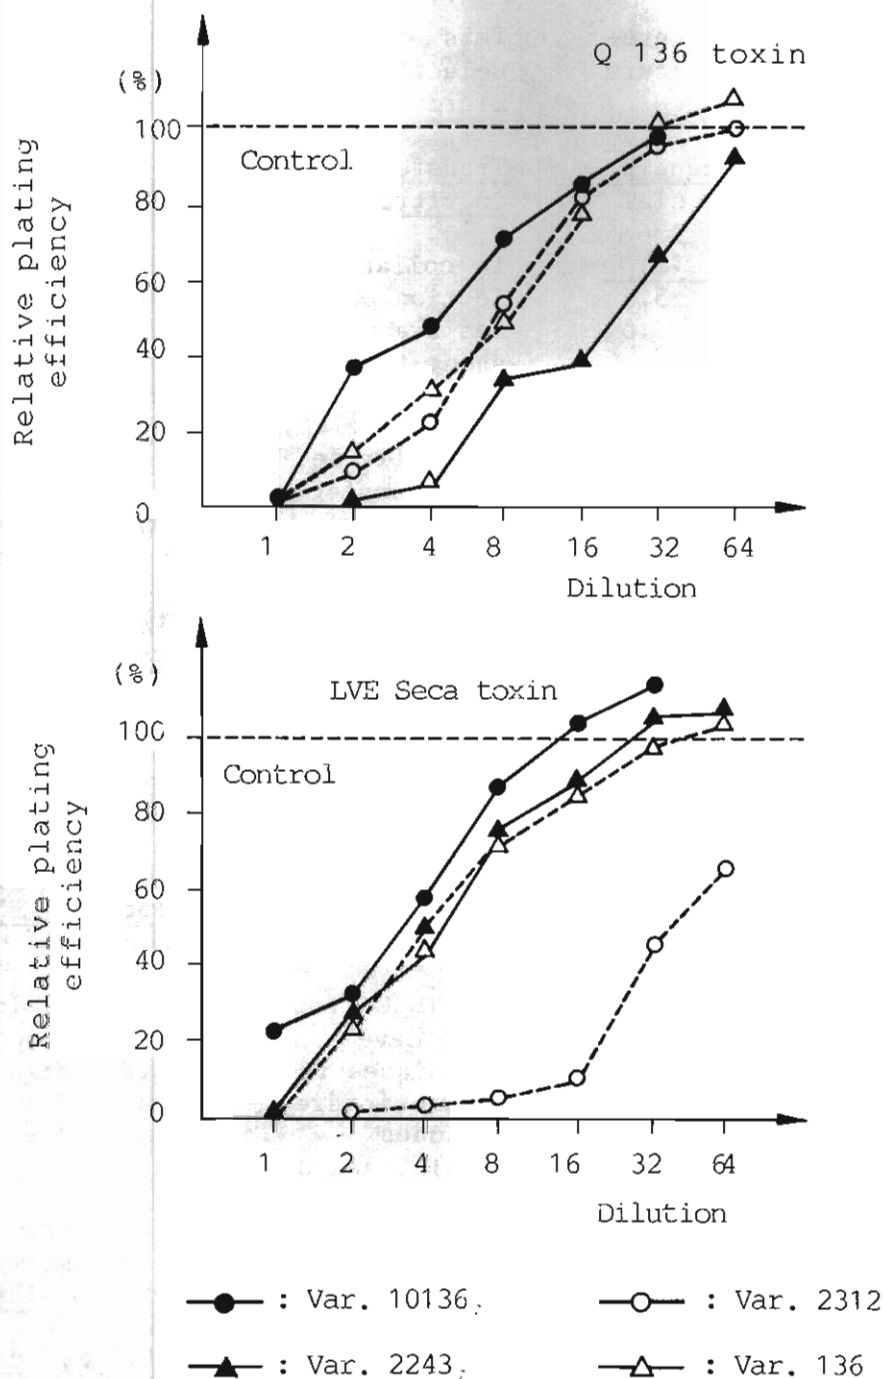 Q 136 toxin
(%)
100
Control
80
60
40
20
0
Relative plating
efficiency
1 2 4 8 16 32 64
Dilution
(%)
LVE Seca toxin
100
Control
80
60
40
20
0
Relative plating
efficiency
1 2 4 8 16 32 64
Dilution
: Var. 10136
: Var. 2312
: Var. 2243
: Var. 136